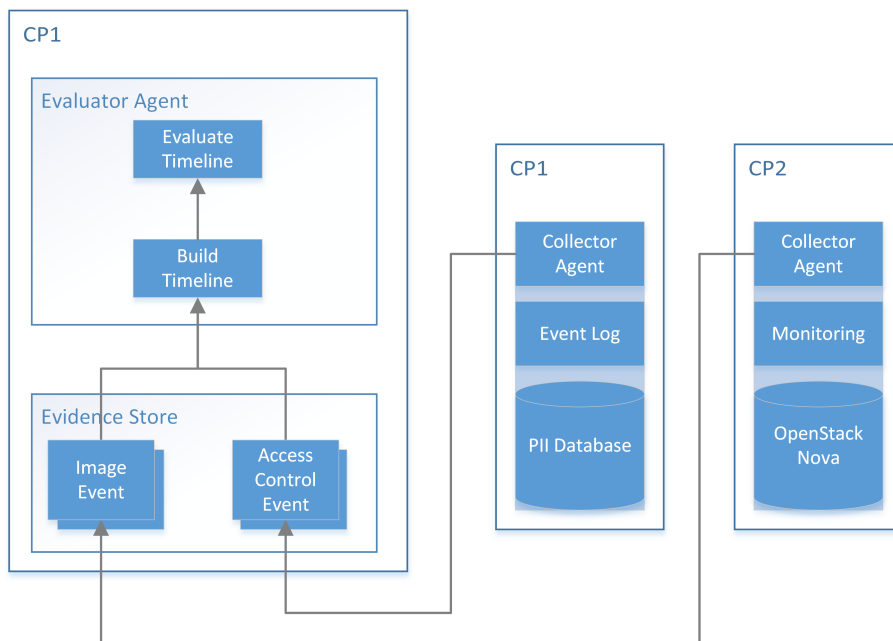 CP1
Evaluator Agent
Evaluate
Timeline
Build
Timeline
Evidence Store
Image
Event
Access
Control
Event
CP1
Collector
Agent
Event Log
PII Database
CP2
Collector
Agent
Monitoring
OpenStack
Nova